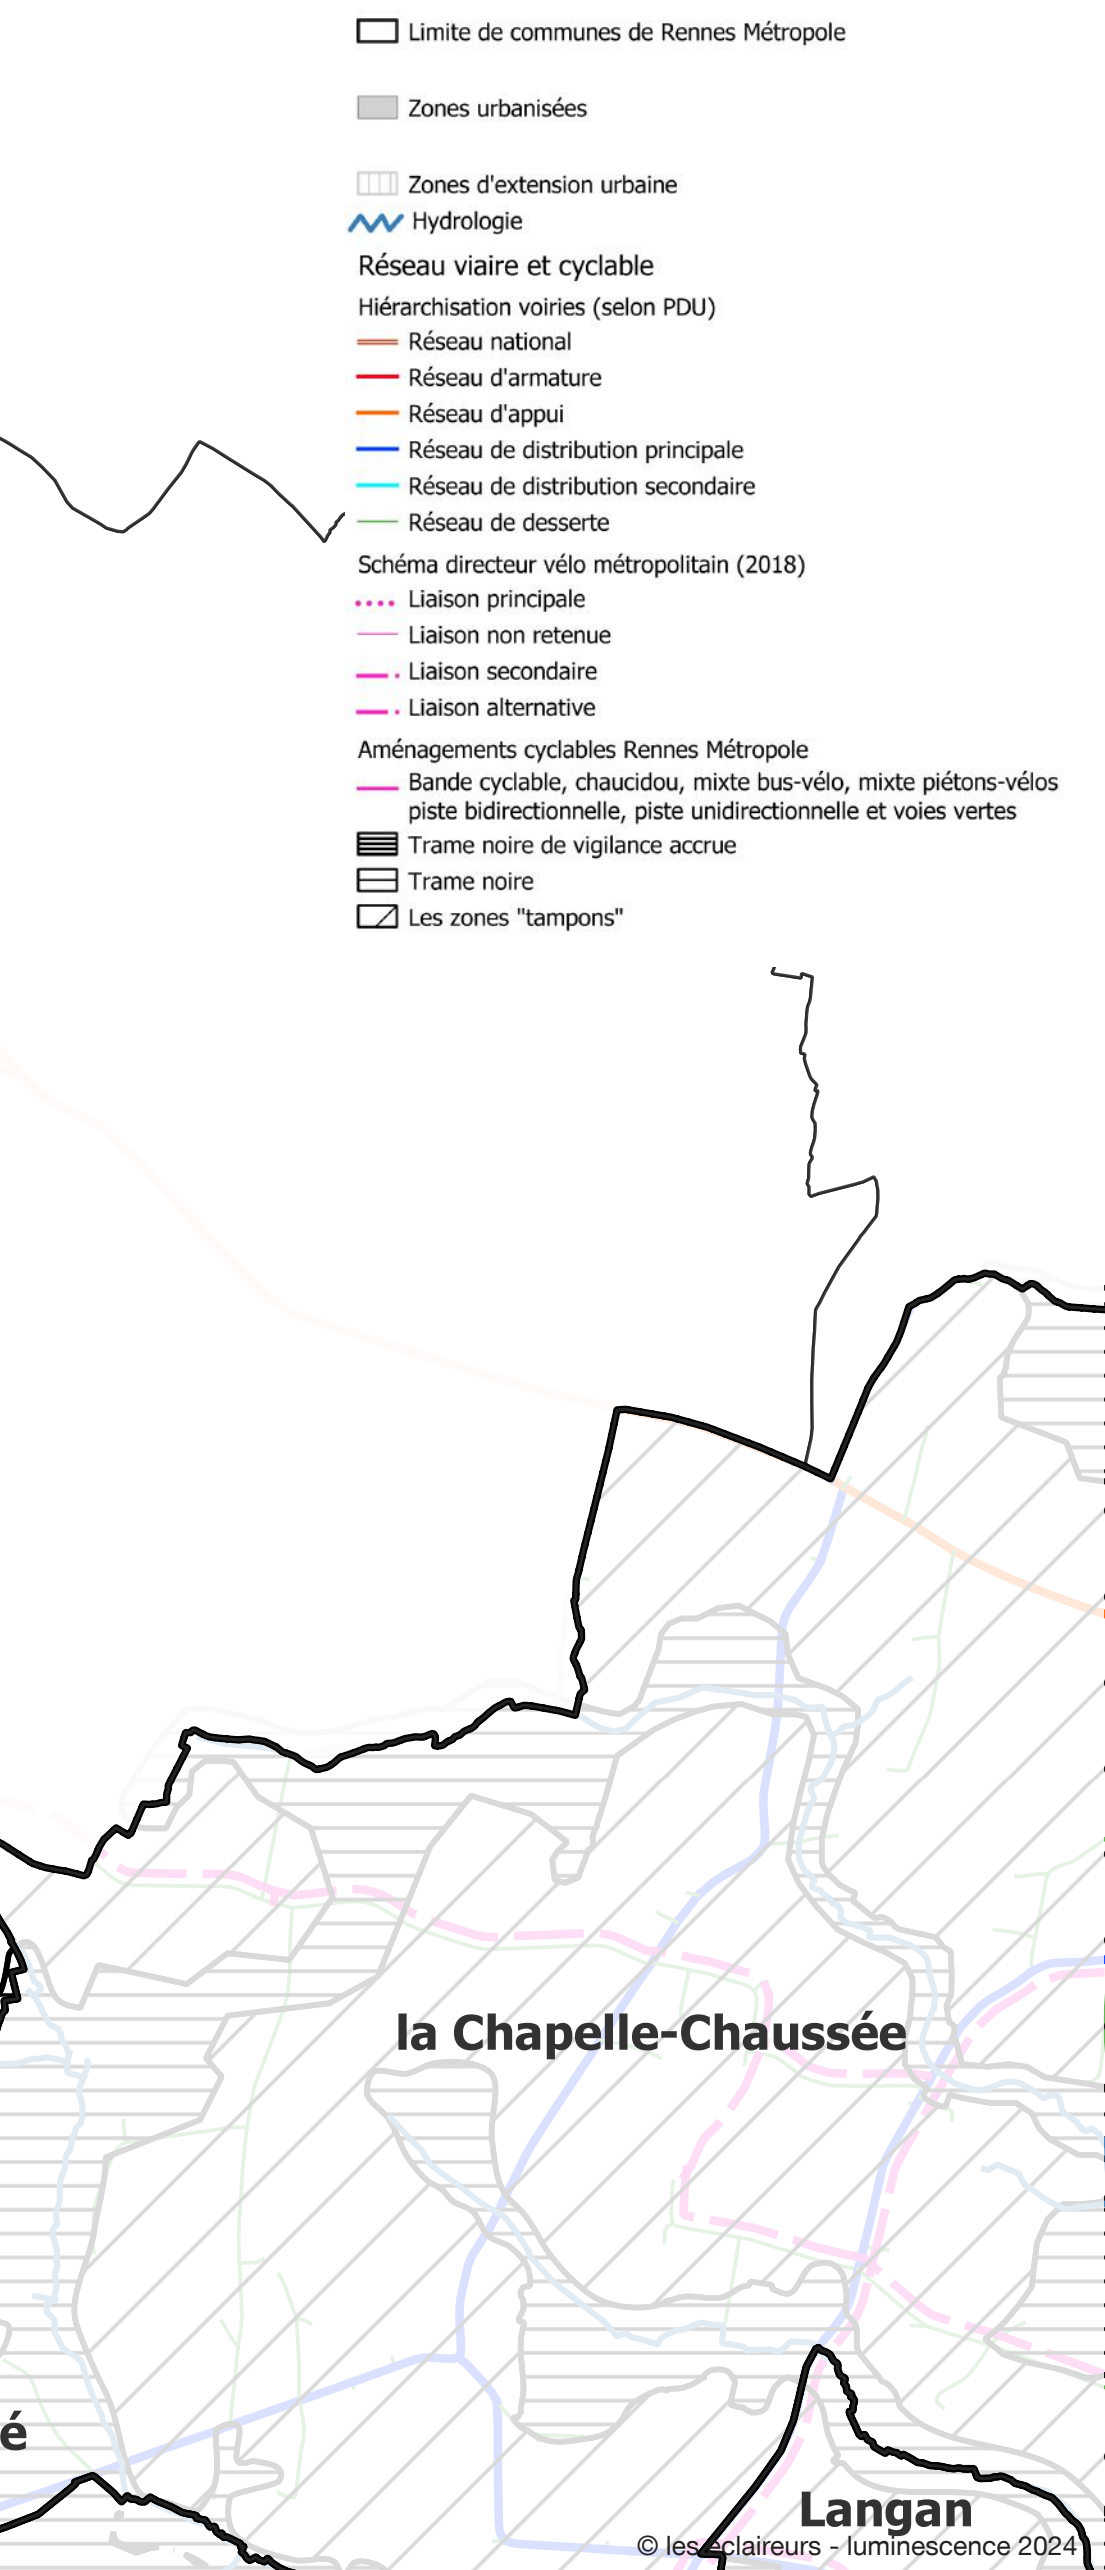 Limite de communes de Rennes Métropole
Zones urbanisées
Zones d'extension urbaine
Hydrologie
Réseau viaire et cyclable
Hiérarchisation voiries (selon PDU)
Réseau national
Réseau d'armature
Réseau d'appui
Réseau de distribution principale
Réseau de distribution secondaire
Réseau de desserte
Schéma directeur vélo métropolitain (2018)
Liaison principale
Liaison non retenue
Liaison secondaire
Liaison alternative
Aménagements cyclables Rennes Métropole
Bande cyclable, chaucidou, mixte bus-vélo, mixte piétons-vélos
piste bidirectionnelle, piste unidirectionnelle et voies vertes
Trame noire de vigilance accrue
Trame noire
Les zones "tampons"
la Chapelle-Chaussée
é
Langan
© les éclaireurs - luminescence 2024